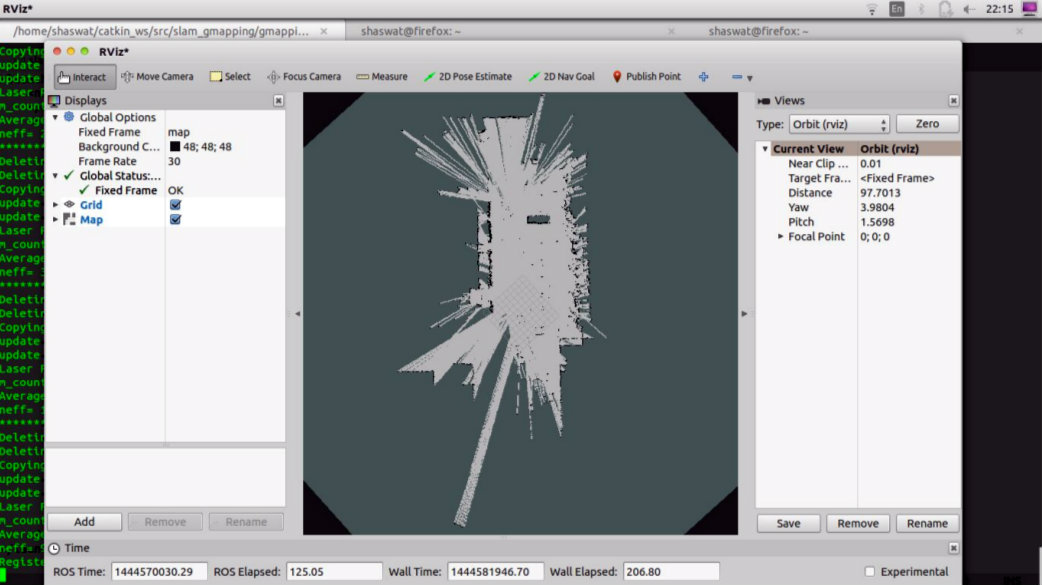 RViz*
En 22:15
/home/shaswat/catkin_ws/src/slam_gmapping/gmappi... × shaswat@firefox: ~ × shaswat@firefox: ~ ×
RViz*
Interact Move Camera Select Focus Camera Measure 2D Pose Estimate 2D Nav Goal Publish Point
Displays
Global Options
Fixed Frame map
Background C... 48; 48; 48
Frame Rate 30
Global Status:...
Fixed Frame OK
Grid
Map
Add Remove Rename
Views
Type: Orbit (rviz) Zero
Current View Orbit (rviz)
Near Clip ... 0.01
Target Fra... <Fixed Frame>
Distance 97.7013
Yaw 3.9804
Pitch 1.5698
Focal Point 0; 0; 0
Save Remove Rename
Time
ROS Time: 1444570030.29 ROS Elapsed: 125.05 Wall Time: 1444581946.70 Wall Elapsed: 206.80 Experimental
Copying
update
update
Laser
m_count
Average
neff=
Deletin
Deletin
Copying
update
update
Laser
m_count
Average
neff=
Deletin
Deletin
Copying
update
update
Laser
m_count
Average
neff=
Deletin
Deletin
Copying
update
update
Laser
m_count
Average
neff=
Registe